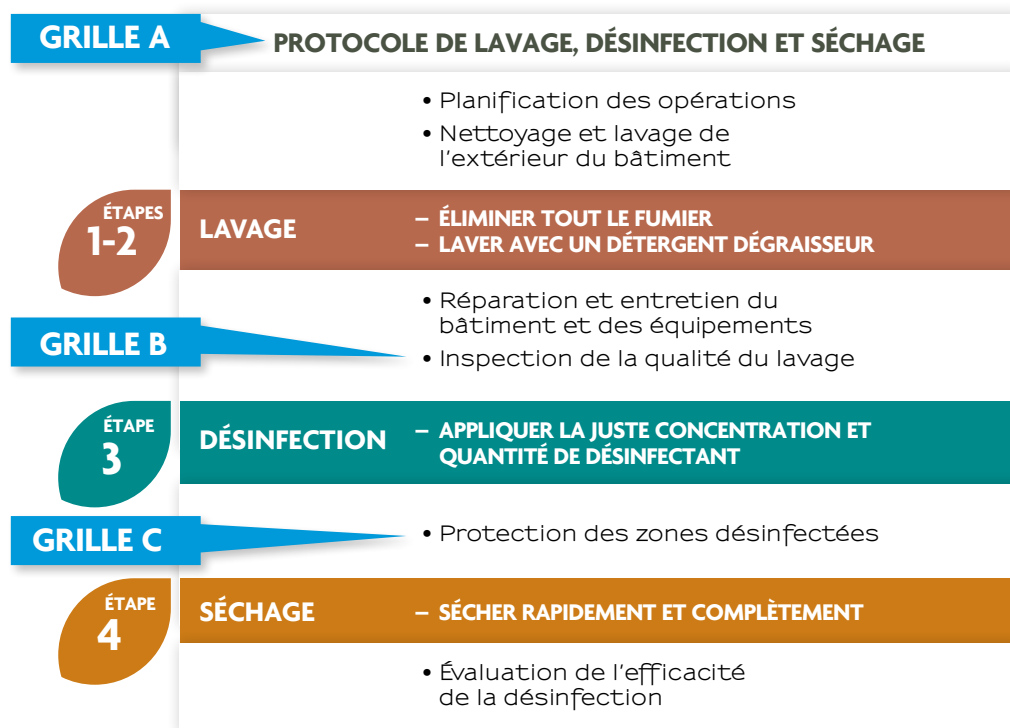 GRILLE A
PROTOCOLE DE LAVAGE, DÉSINFECTION ET SÉCHAGE
• Planification des opérations
• Nettoyage et lavage de
l'extérieur du bâtiment
ÉTAPES
1-2
LAVAGE
– ÉLIMINER TOUT LE FUMIER
– LAVER AVEC UN DÉTERGENT DÉGRAISSEUR
• Réparation et entretien du
bâtiment et des équipements
GRILLE B
• Inspection de la qualité du lavage
ÉTAPE
3
DÉSINFECTION
– APPLIQUER LA JUSTE CONCENTRATION ET
QUANTITÉ DE DÉSINFECTANT
GRILLE C
• Protection des zones désinfectées
ÉTAPE
4
SÉCHAGE
– SÉCHER RAPIDEMENT ET COMPLÈTEMENT
• Évaluation de l'efficacité
de la désinfection